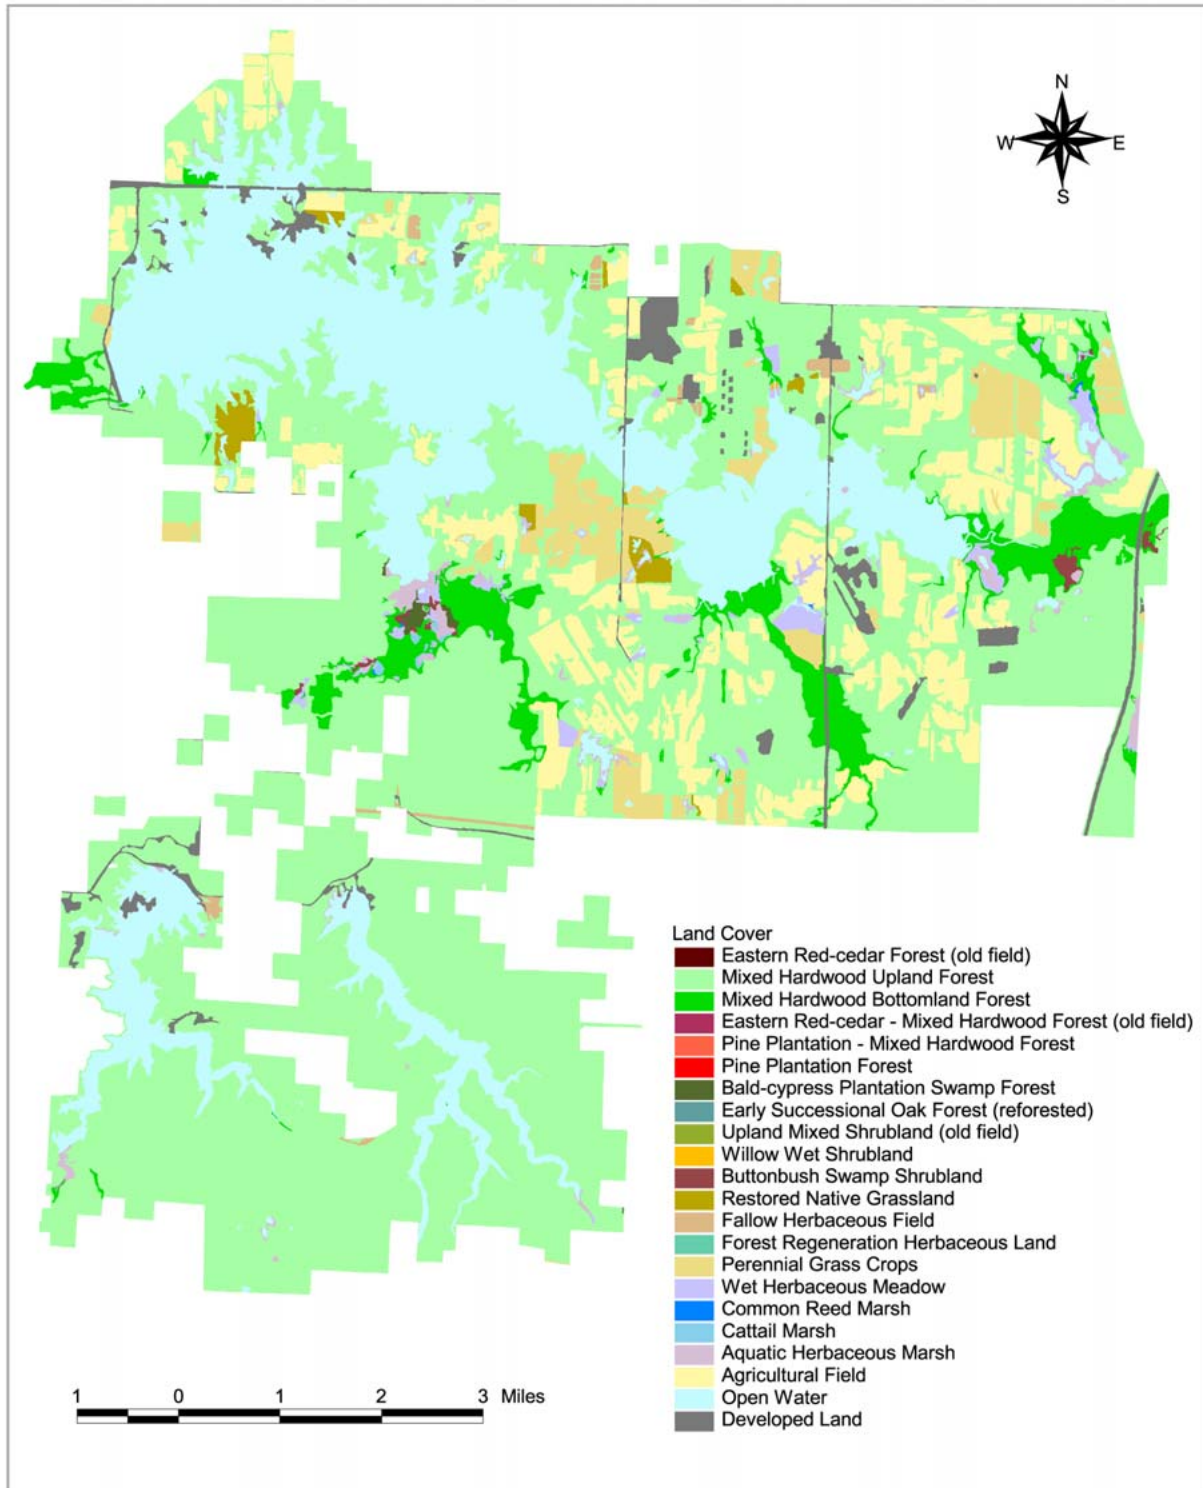 N
W E
S
Land Cover
Eastern Red-cedar Forest (old field)
Mixed Hardwood Upland Forest
Mixed Hardwood Bottomland Forest
Eastern Red-cedar - Mixed Hardwood Forest (old field)
Pine Plantation - Mixed Hardwood Forest
Pine Plantation Forest
Bald-cypress Plantation Swamp Forest
Early Successional Oak Forest (reforested)
Upland Mixed Shrubland (old field)
Willow Wet Shrubland
Buttonbush Swamp Shrubland
Restored Native Grassland
Fallow Herbaceous Field
Forest Regeneration Herbaceous Land
Perennial Grass Crops
Wet Herbaceous Meadow
Common Reed Marsh
Cattail Marsh
Aquatic Herbaceous Marsh
Agricultural Field
Open Water
Developed Land
1 0 1 2 3 Miles